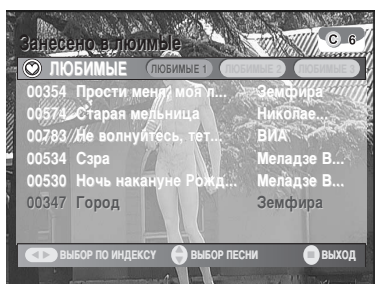 Занесено в люимые
C 6
ЛЮБИМЫЕ ЛЮБИМЫЕ 1 ЛЮБИМЫЕ 2 ЛЮБИМЫЕ 3
00354 Прости меня, моя л... Земфира
00574 Старая мельница Николае...
00783 Не волнуйтесь, тет... ВИА
00534 Сэра Меладзе В...
00530 Ночь накануне Рожд... Меладзе В...
00347 Город Земфира
ВЫБОР ПО ИНДЕКСУ ВЫБОР ПЕСНИ ВЫХОД